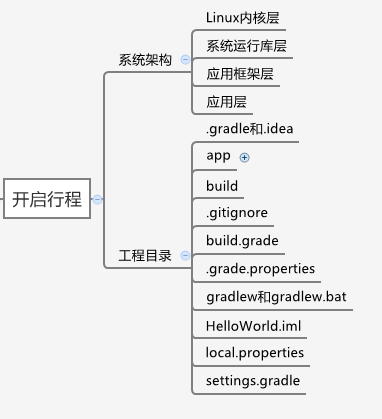 Linux内核层
系统运行库层
系统架构
应用框架层
应用层
.gradle和.idea
app
build
开启行程
.gitignore
build.grade
工程目录
.grade.properties
gradlew和gradlew.bat
HelloWorld.iml
local.properties
settings.gradle